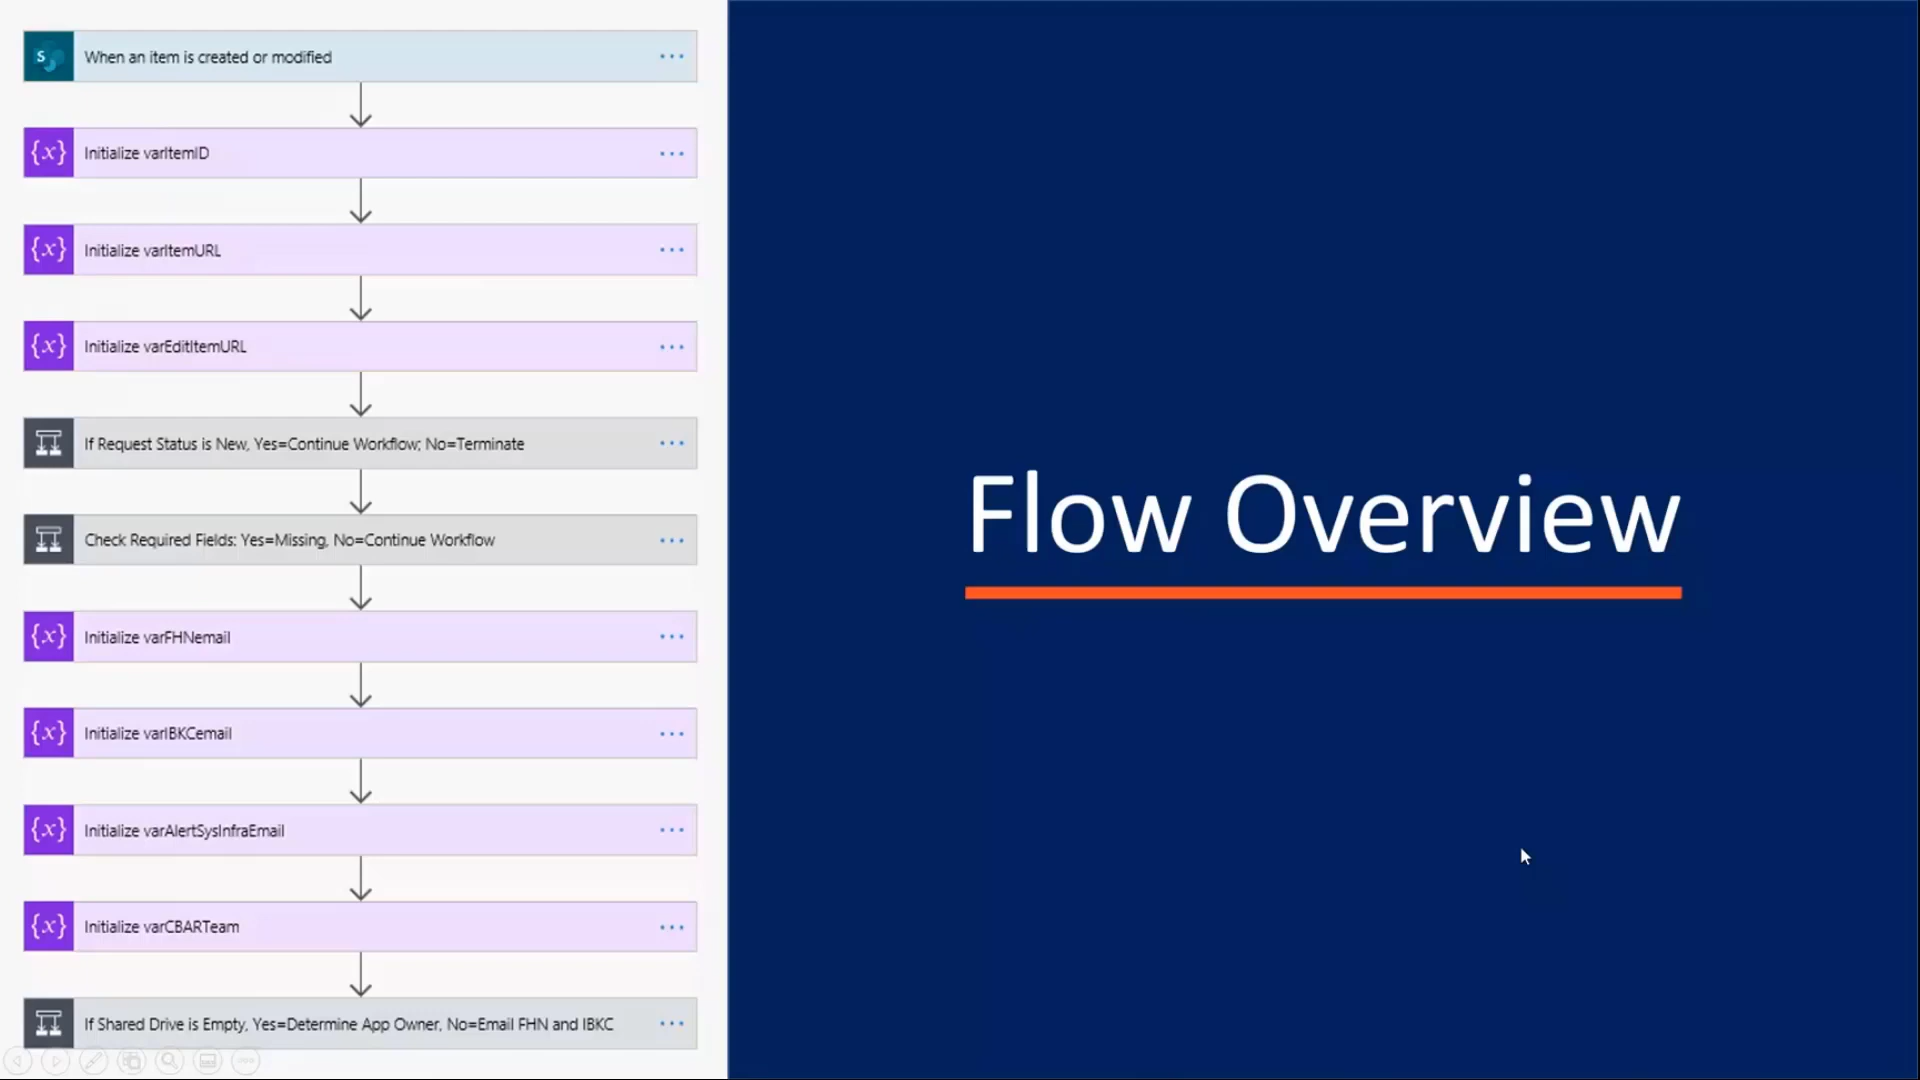 When an item is created or modified
Initialize varItemID
Initialize varItemURL
Initialize varEditItemURL
If Request Status is New, Yes=Continue Workflow; No=Terminate
Check Required Fields: Yes=Missing, No=Continue Workflow
Initialize varFHNemail
Initialize varIBKCemail
Initialize varAlertSysInfraEmail
Initialize varCBARTeam
If Shared Drive is Empty, Yes=Determine App Owner, No=Email FHN and IBKC
Flow Overview